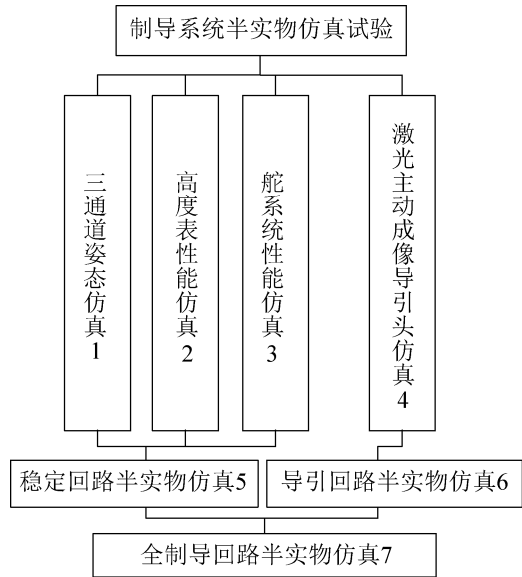 制导系统半实物仿真试验
三通道姿态仿真1
高度表性能仿真2
舵系统性能仿真3
激光主动成像导引头仿真4
稳定回路半实物仿真5
导引回路半实物仿真6
全制导回路半实物仿真7